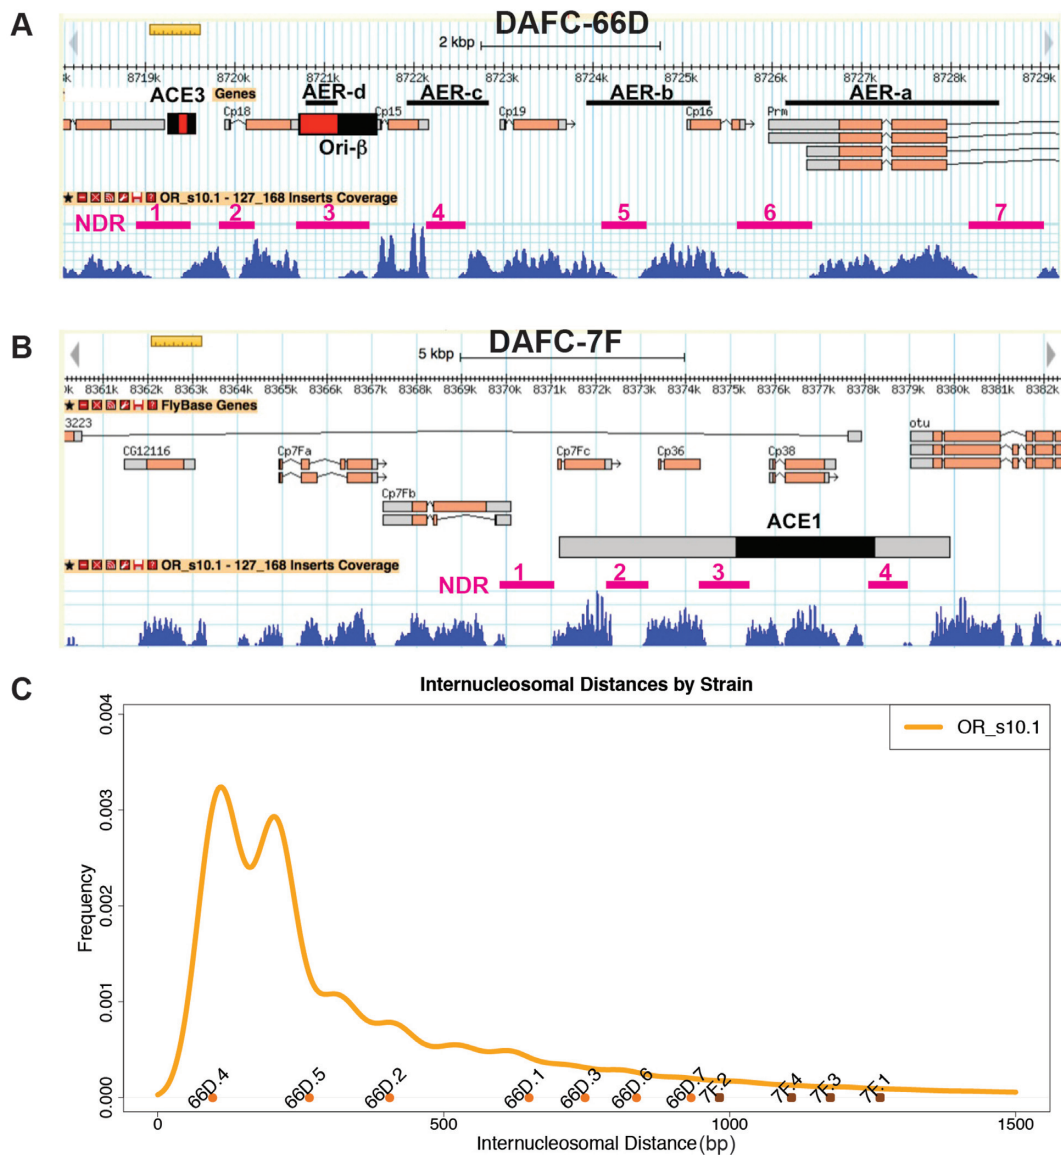 A
DAFC-66D
2 kbp
k 8719k 8720k 8721k 8722k 8723k 8724k 8725k 8726k 8727k 8728k 8729k
ACE3 Genes AER-d AER-c AER-b AER-a
Cp18 Cp15 Cp19 Cp16 Prm
Ori-β
OR_s10.1 - 127_168 Inserts Coverage
NDR 1 2 3 4 5 6 7
B
DAFC-7F
5 kbp
0k 8361k 8362k 8363k 8364k 8365k 8366k 8367k 8368k 8369k 8370k 8371k 8372k 8373k 8374k 8375k 8376k 8377k 8378k 8379k 8380k 8381k 8382k
FlyBase Genes
3223 otu
CG12116 Cp7Fa Cp7Fc Cp36 Cp38
Cp7Fb
ACE1
OR_s10.1 - 127_168 Inserts Coverage
NDR 1 2 3 4
C
Internucleosomal Distances by Strain
OR_s10.1
Frequency
0.004
0.003
0.002
0.001
0.000
66D.4 66D.5 66D.2 66D.1 66D.3 66D.6 66D.7 7F.2 7F.4 7F.3 7F.1
0 500 1000 1500
Internucleosomal Distance (bp)